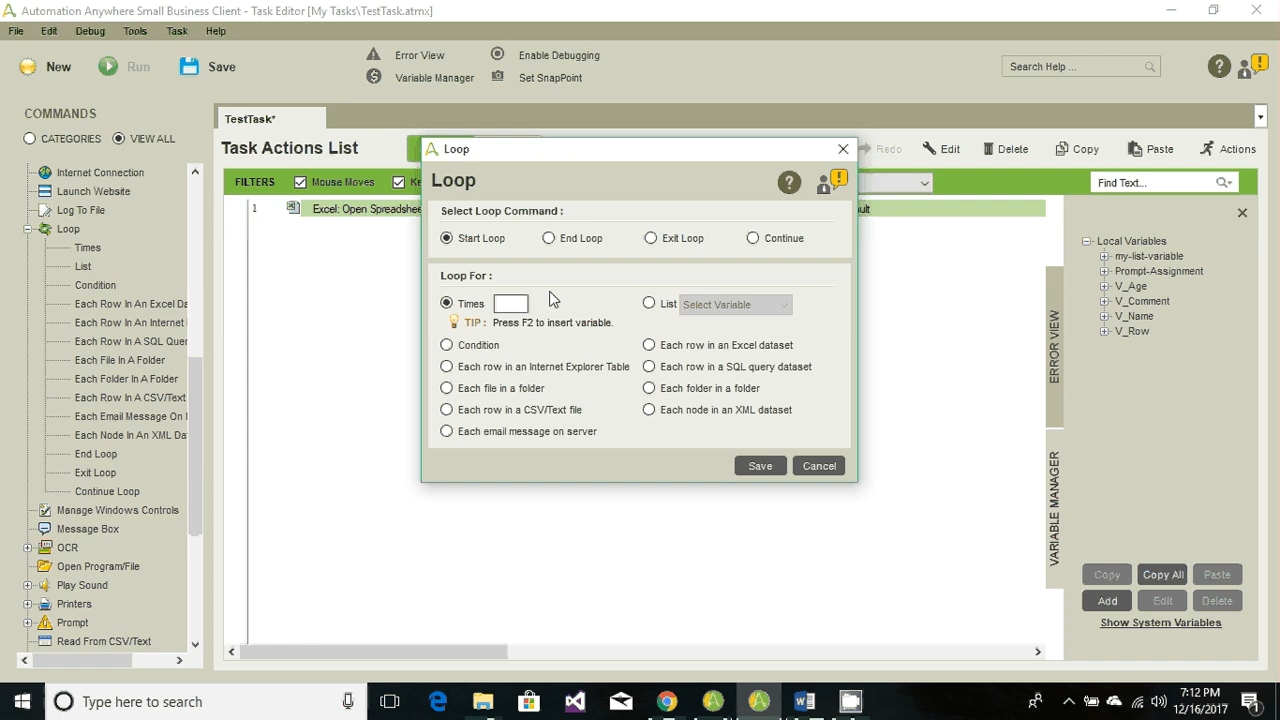 Automation Anywhere Small Business Client - Task Editor [My Tasks\TestTask.atmx]
File Edit Debug Tools Task Help
New Run Save
Error View Enable Debugging
Variable Manager Set SnapPoint
Search Help ...
COMMANDS
CATEGORIES VIEW ALL
Internet Connection
Launch Website
Log To File
Loop
Times
List
Condition
Each Row In An Excel Da
Each Row In An Internet
Each Row In A SQL Quer
Each File In A Folder
Each Folder In A Folder
Each Row In A CSV/Text
Each Email Message On
Each Node In An XML Da
End Loop
Exit Loop
Continue Loop
Manage Windows Controls
Message Box
OCR
Open Program/File
Play Sound
Printers
Prompt
Read From CSV/Text
TestTask*
Task Actions List
Redo Edit Delete Copy Paste Actions
FILTERS Mouse Moves
Find Text...
1 Excel: Open Spreadshe
Loop
Loop
Select Loop Command :
Start Loop End Loop Exit Loop Continue
Loop For :
Times List Select Variable
TIP : Press F2 to insert variable.
Condition Each row in an Excel dataset
Each row in an Internet Explorer Table Each row in a SQL query dataset
Each file in a folder Each folder in a folder
Each row in a CSV/Text file Each node in an XML dataset
Each email message on server
Save Cancel
ERROR VIEW
VARIABLE MANAGER
Local Variables
my-list-variable
Prompt-Assignment
V_Age
V_Comment
V_Name
V_Row
Copy Copy All Paste
Add Edit Delete
Show System Variables
Type here to search
7:12 PM
12/16/2017